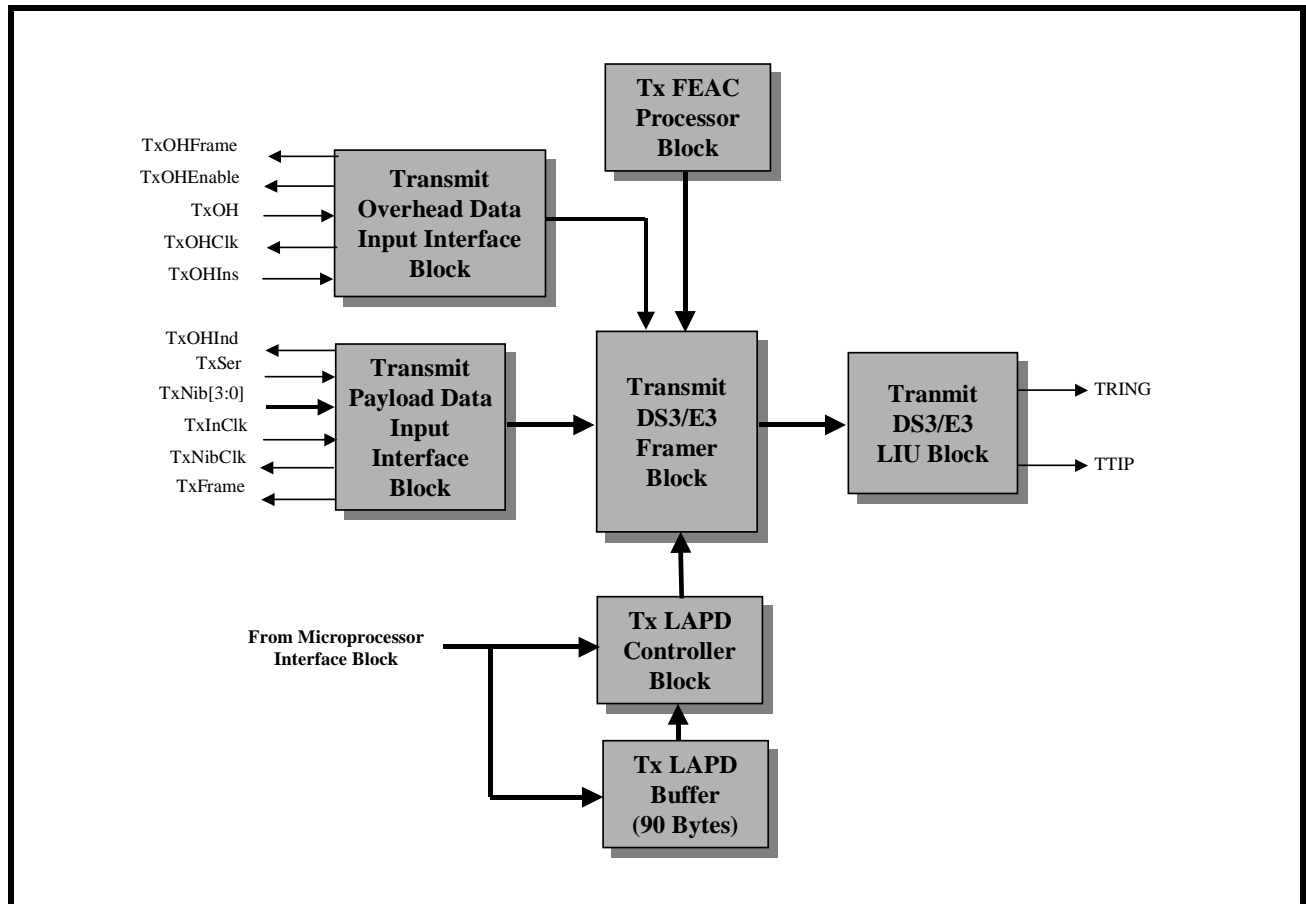 Tx FEAC
Processor
Block
TxOHFrame
TxOHEnable
TxOH
TxOHClk
TxOHIns
Transmit
Overhead Data
Input Interface
Block
TxOHInd
TxSer
TxNib[3:0]
TxInClk
TxNibClk
TxFrame
Transmit
Payload Data
Input
Interface
Block
Transmit
DS3/E3
Framer
Block
Tranmit
DS3/E3
LIU Block
TRING
TTIP
From Microprocessor
Interface Block
Tx LAPD
Controller
Block
Tx LAPD
Buffer
(90 Bytes)